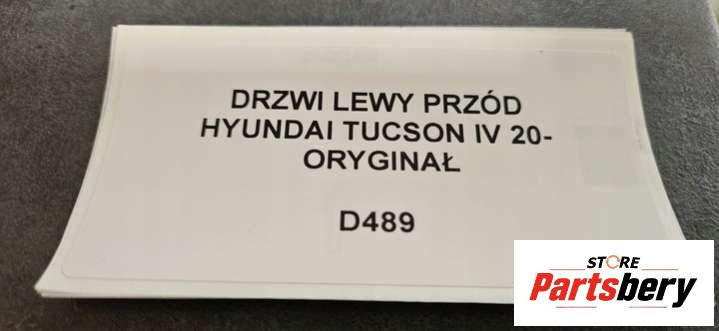 DRZWI LEWY PRZÓD
HYUNDAI TUCSON IV 20-
ORYGINAŁ
D489
STORE
Partsbery